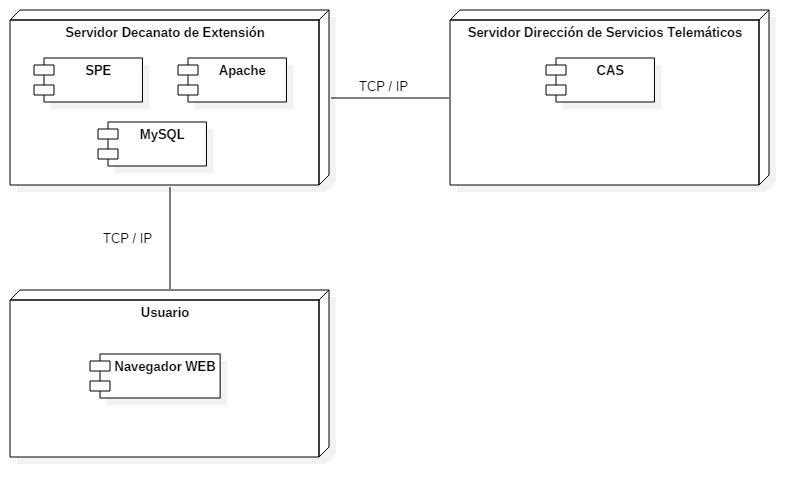 Servidor Decanato de Extensión
SPE
Apache
MySQL
TCP / IP
Servidor Dirección de Servicios Telemáticos
CAS
TCP / IP
Usuario
Navegador WEB